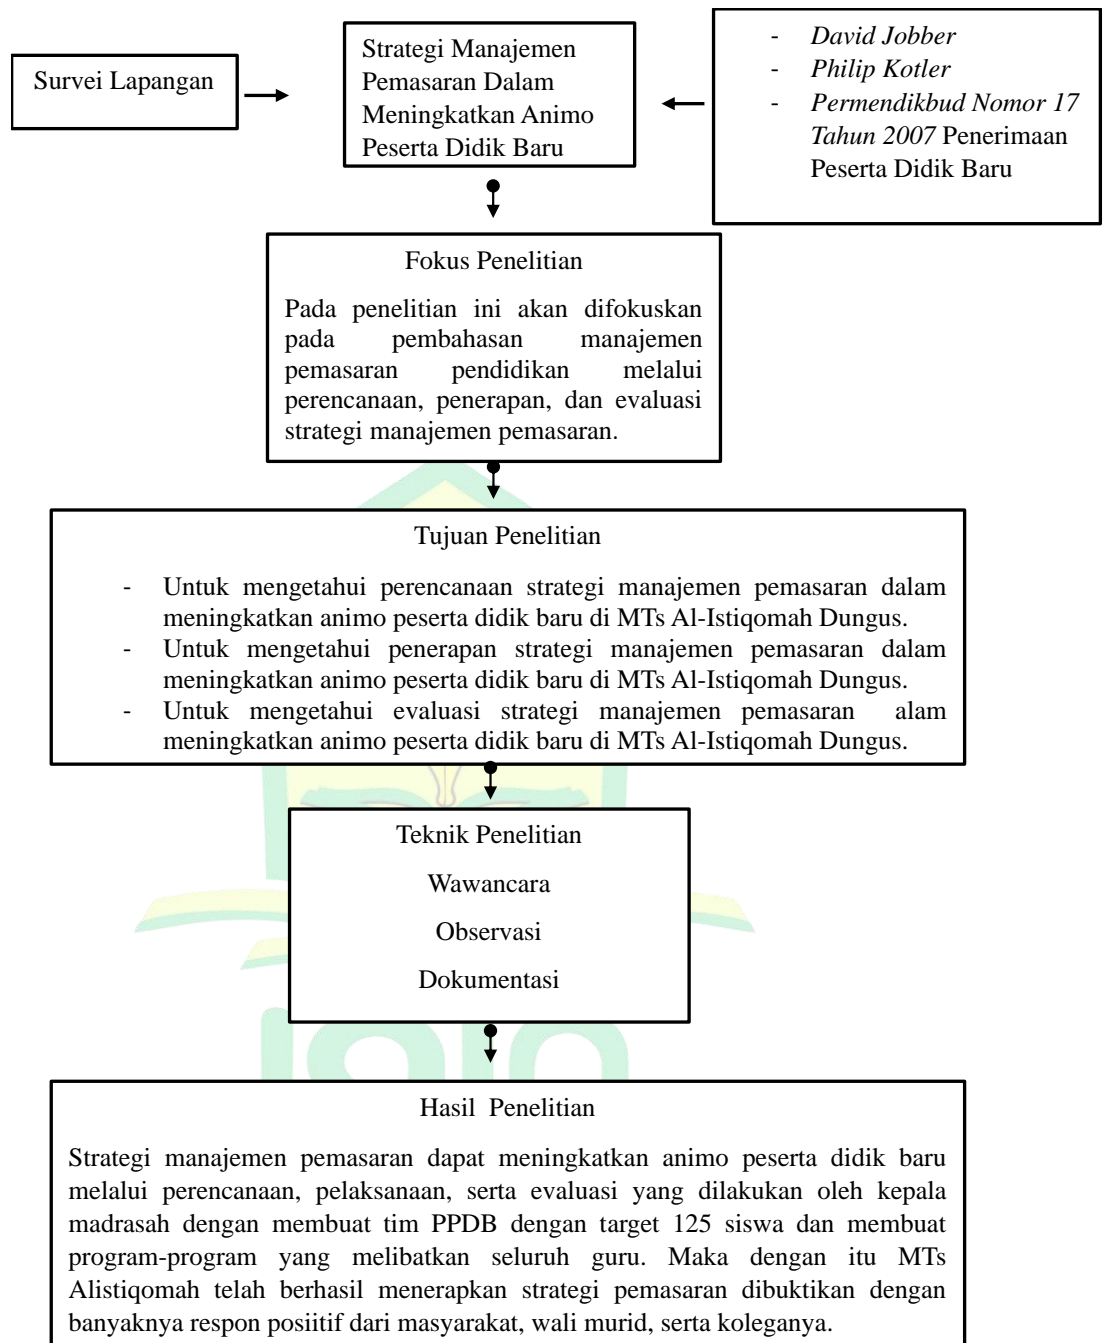 Survei Lapangan
Strategi Manajemen
Pemasaran Dalam
Meningkatkan Animo
Peserta Didik Baru
- David Jobber
- Philip Kotler
- Permendikbud Nomor 17
Tahun 2007 Penerimaan
Peserta Didik Baru
Fokus Penelitian
Pada penelitian ini akan difokuskan
pada pembahasan manajemen
pemasaran pendidikan melalui
perencanaan, penerapan, dan evaluasi
strategi manajemen pemasaran.
Tujuan Penelitian
- Untuk mengetahui perencanaan strategi manajemen pemasaran dalam
meningkatkan animo peserta didik baru di MTs Al-Istiqomah Dungus.
- Untuk mengetahui penerapan strategi manajemen pemasaran dalam
meningkatkan animo peserta didik baru di MTs Al-Istiqomah Dungus.
- Untuk mengetahui evaluasi strategi manajemen pemasaran alam
meningkatkan animo peserta didik baru di MTs Al-Istiqomah Dungus.
Teknik Penelitian
Wawancara
Observasi
Dokumentasi
Hasil Penelitian
Strategi manajemen pemasaran dapat meningkatkan animo peserta didik baru
melalui perencanaan, pelaksanaan, serta evaluasi yang dilakukan oleh kepala
madrasah dengan membuat tim PPDB dengan target 125 siswa dan membuat
program-program yang melibatkan seluruh guru. Maka dengan itu MTs
Alistiqomah telah berhasil menerapkan strategi pemasaran dibuktikan dengan
banyaknya respon posiitif dari masyarakat, wali murid, serta koleganya.